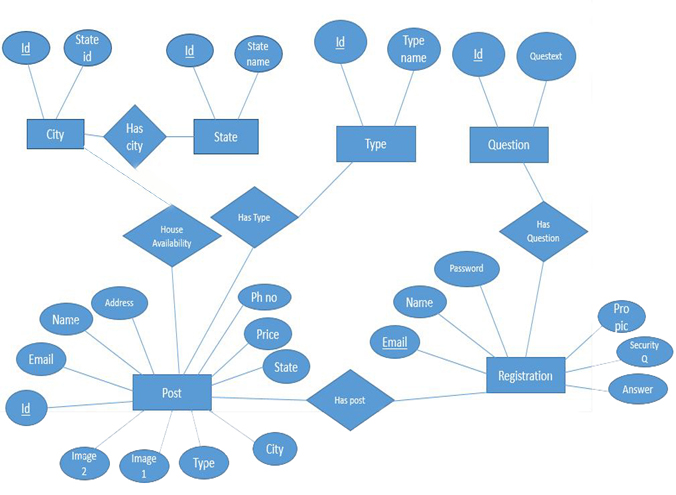 Id
State
id
Id
State
name
Id
Type
name
Id
Questext
City
Has
city
State
Type
Question
House
Availability
Has Type
Has
Question
Password
Address
Ph no
Name
Name
Pro
pic
Email
Price
Email
Security
Q
State
Id
Post
Has post
Registration
Answer
Image
2
Image
1
Type
City